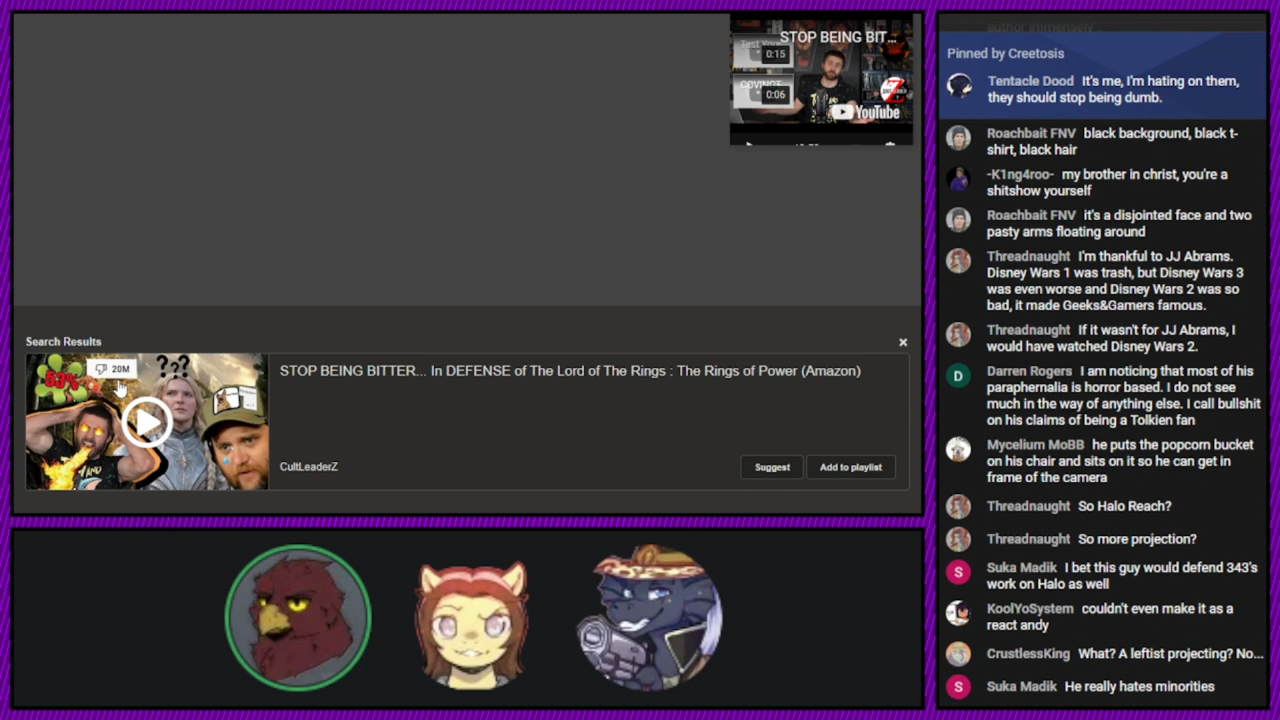 STOP BEING BIT...
0:15
0:06
YouTube
Search Results
×
53%
20M
???
STOP BEING BITTER... In DEFENSE of The Lord of The Rings : The Rings of Power (Amazon)
CultLeaderZ
Suggest
Add to playlist
author immensely .
Pinned by Creetosis
Tentacle Dood It's me, I'm hating on them,
they should stop being dumb.
Roachbait FNV black background, black t-
shirt, black hair
-K1ng4roo- my brother in christ, you're a
shitshow yourself
Roachbait FNV it's a disjointed face and two
pasty arms floating around
Threadnaught I'm thankful to JJ Abrams.
Disney Wars 1 was trash, but Disney Wars 3
was even worse and Disney Wars 2 was so
bad, it made Geeks&Gamers famous.
Threadnaught If it wasn't for JJ Abrams, I
would have watched Disney Wars 2.
D
Darren Rogers I am noticing that most of his
paraphernalia is horror based. I do not see
much in the way of anything else. I call bullshit
on his claims of being a Tolkien fan
Mycelium MoBB he puts the popcorn bucket
on his chair and sits on it so he can get in
frame of the camera
Threadnaught So Halo Reach?
Threadnaught So more projection?
S
Suka Madik I bet this guy would defend 343's
work on Halo as well
KoolYoSystem couldn't even make it as a
react andy
CrustlessKing What? A leftist projecting? No...
S
Suka Madik He really hates minorities